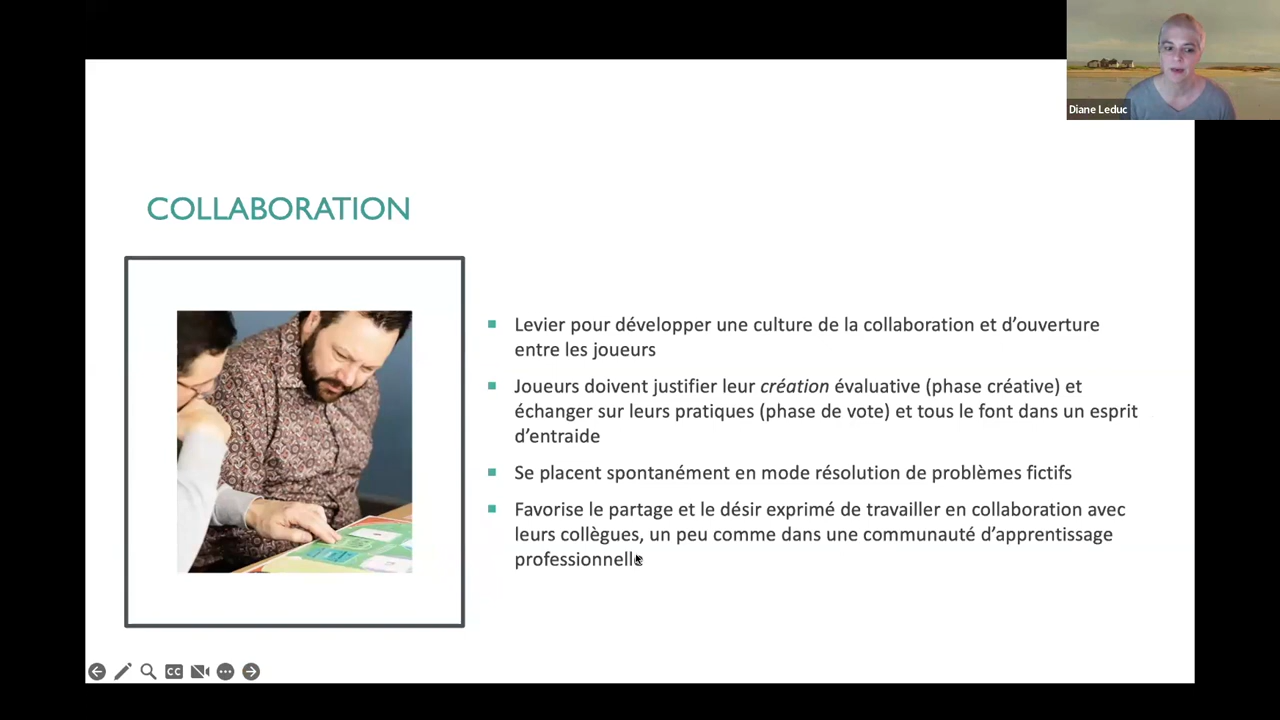 Diane Leduc
COLLABORATION
Levier pour développer une culture de la collaboration et d’ouverture
entre les joueurs
Joueurs doivent justifier leur création évaluative (phase créative) et
échanger sur leurs pratiques (phase de vote) et tous le font dans un esprit
d’entraide
Se placent spontanément en mode résolution de problèmes fictifs
Favorise le partage et le désir exprimé de travailler en collaboration avec
leurs collègues, un peu comme dans une communauté d’apprentissage
professionnelle
CC